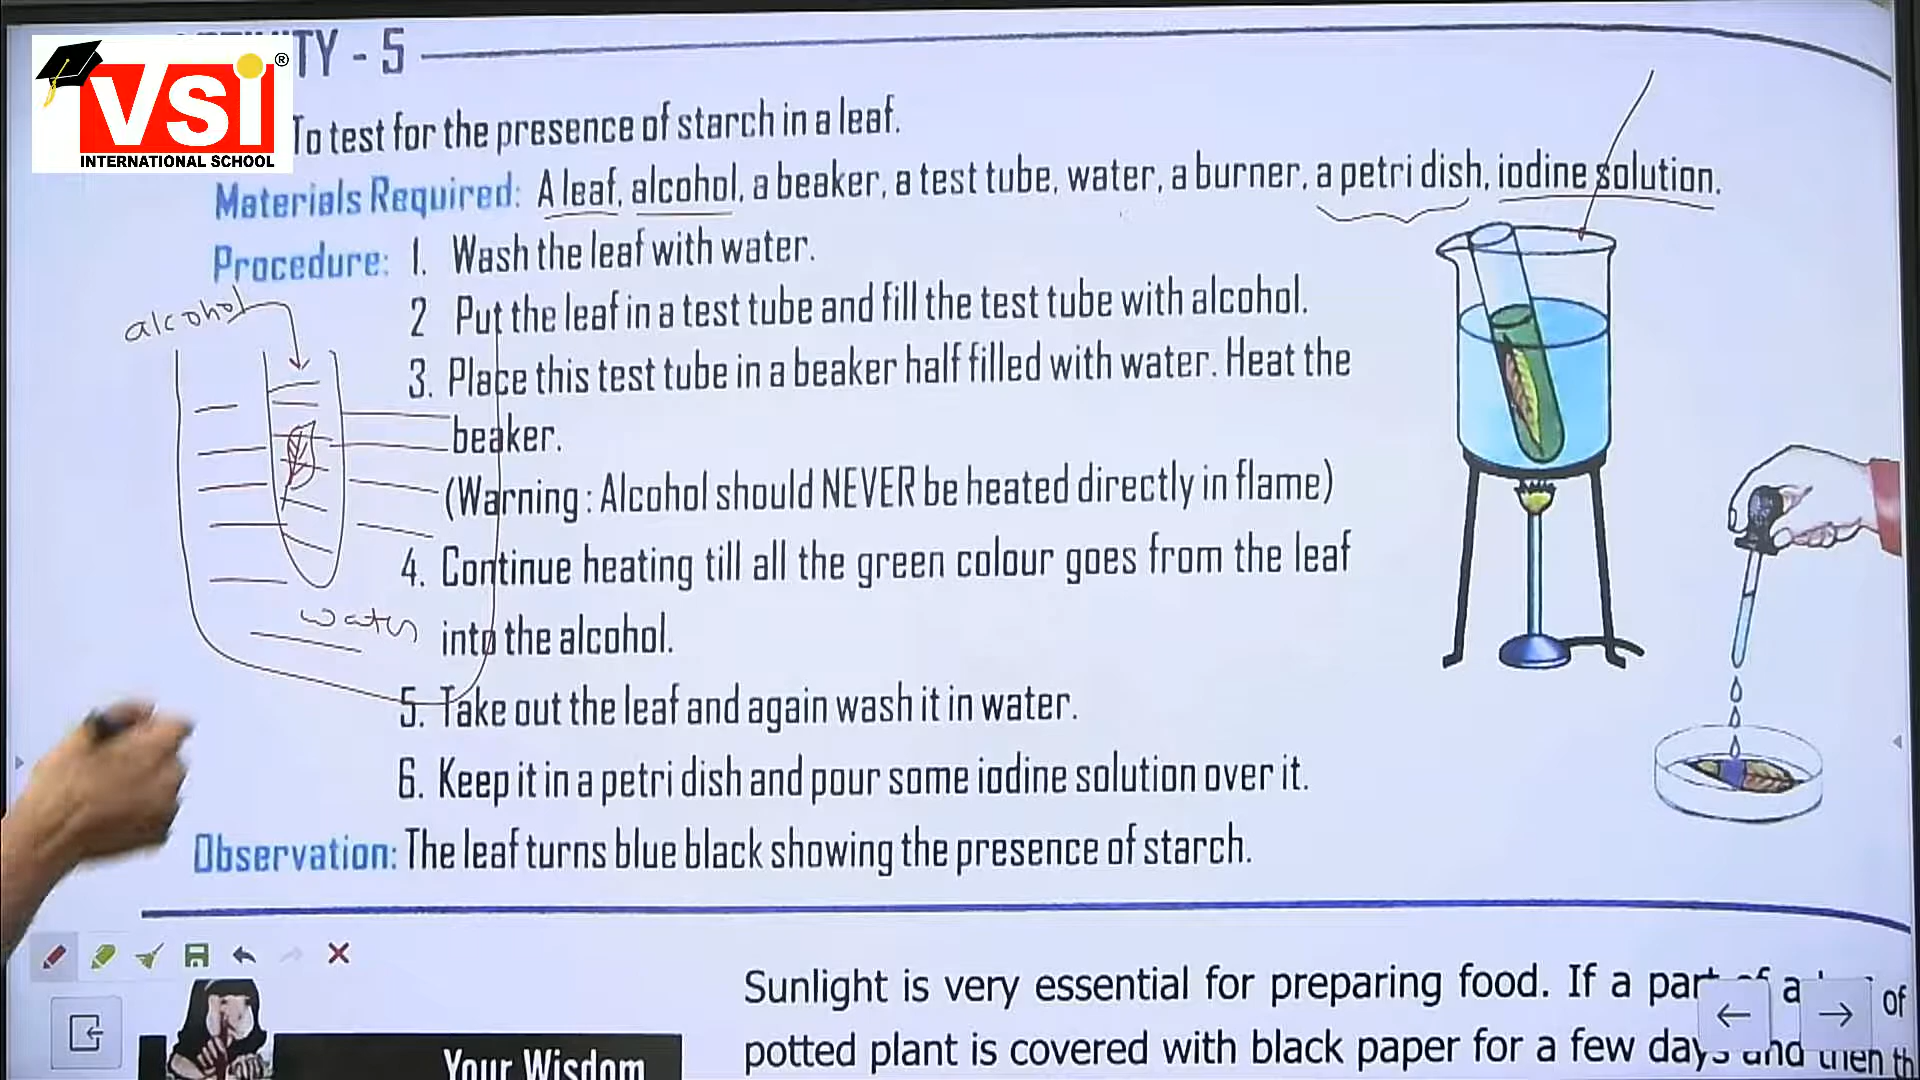 TY - 5
VSI ®
INTERNATIONAL SCHOOL
To test for the presence of starch in a leaf.
Materials Required: A leaf, alcohol, a beaker, a test tube, water, a burner, a petri dish, iodine solution.
Procedure: 1. Wash the leaf with water.
alcohol
2 Put the leaf in a test tube and fill the test tube with alcohol.
3. Place this test tube in a beaker half filled with water. Heat the
beaker.
(Warning : Alcohol should NEVER be heated directly in flame)
4. Continue heating till all the green colour goes from the leaf
into the alcohol.
water
5. Take out the leaf and again wash it in water.
6. Keep it in a petri dish and pour some iodine solution over it.
Observation: The leaf turns blue black showing the presence of starch.
Sunlight is very essential for preparing food. If a part of a of
potted plant is covered with black paper for a few days and then
Your Wisdom